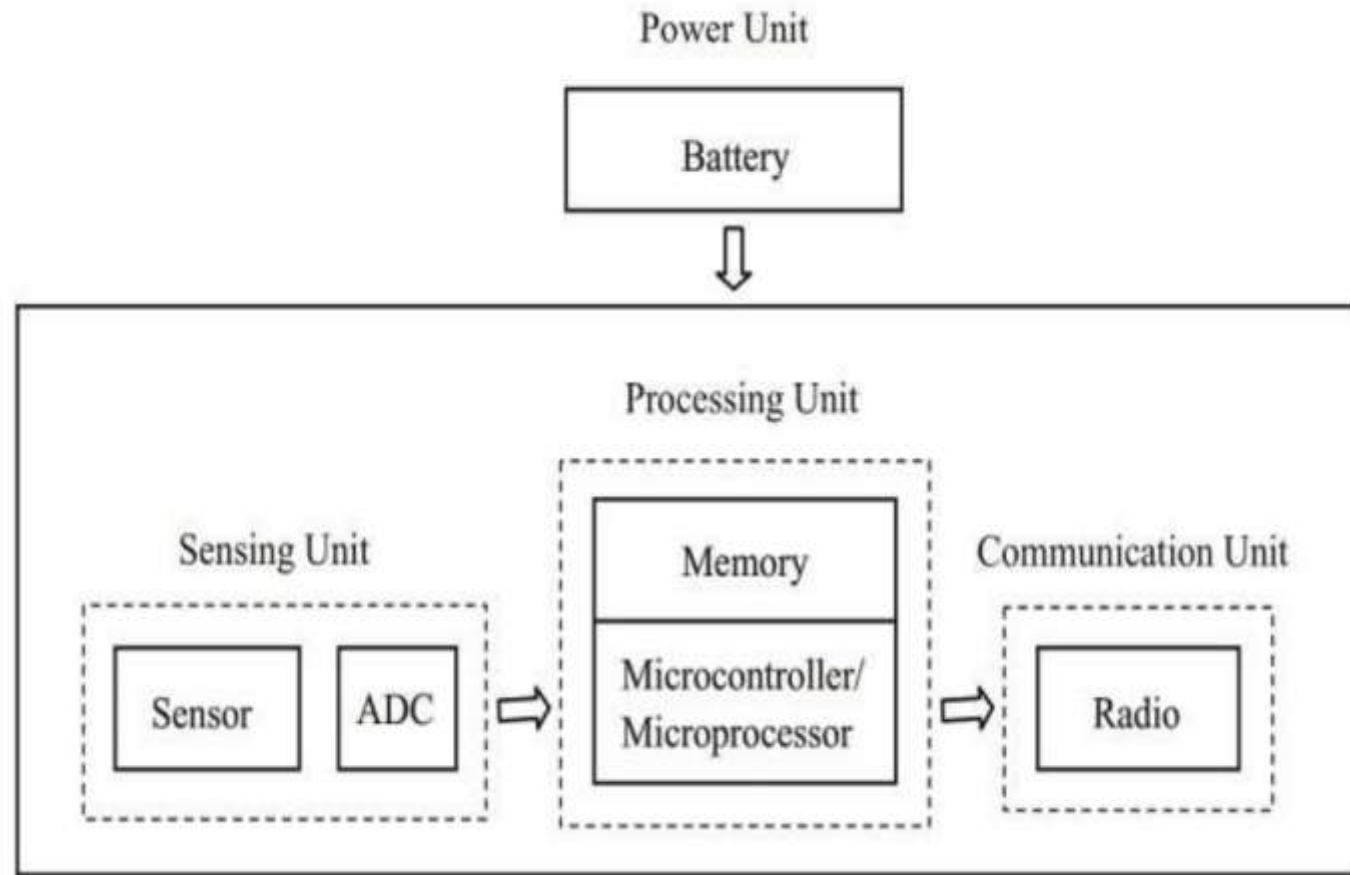 Power Unit
Battery
Processing Unit
Memory
Microcontroller/
Microprocessor
Sensing Unit
Sensor
ADC
Communication Unit
Radio